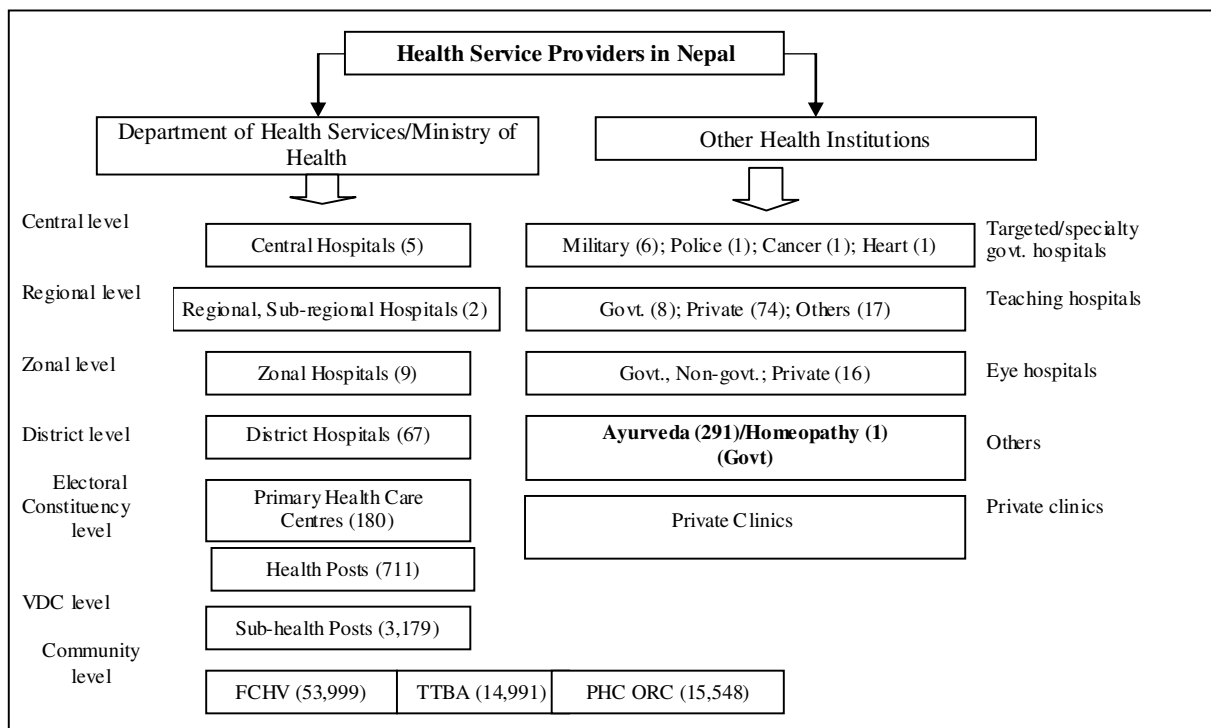 Health Service Providers in Nepal
Department of Health Services/Ministry of
Health
Other Health Institutions
Central level
Central Hospitals (5)
Military (6); Police (1); Cancer (1); Heart (1)
Targeted/specialty
govt. hospitals
Regional level
Regional, Sub-regional Hospitals (2)
Govt. (8); Private (74); Others (17)
Teaching hospitals
Zonal level
Zonal Hospitals (9)
Govt., Non-govt.; Private (16)
Eye hospitals
District level
District Hospitals (67)
Ayurveda (291)/Homeopathy (1)
(Govt)
Others
Electoral
Constituency
level
Primary Health Care
Centres (180)
Private Clinics
Private clinics
Health Posts (711)
VDC level
Sub-health Posts (3,179)
Community
level
FCHV (53,999)
TTBA (14,991)
PHC ORC (15,548)